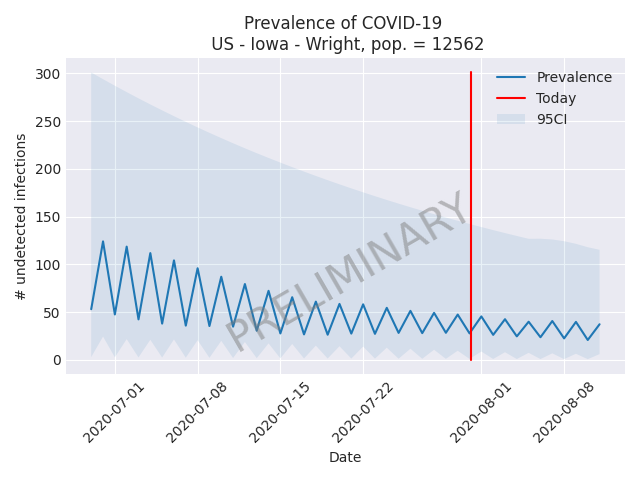 Prevalence of COVID-19
US - Iowa - Wright, pop. = 12562
300
250
200
150
100
50
0
# undetected infections
Prevalence
Today
95CI
PRELIMINARY
2020-07-01
2020-07-08
2020-07-15
2020-07-22
2020-08-01
2020-08-08
Date